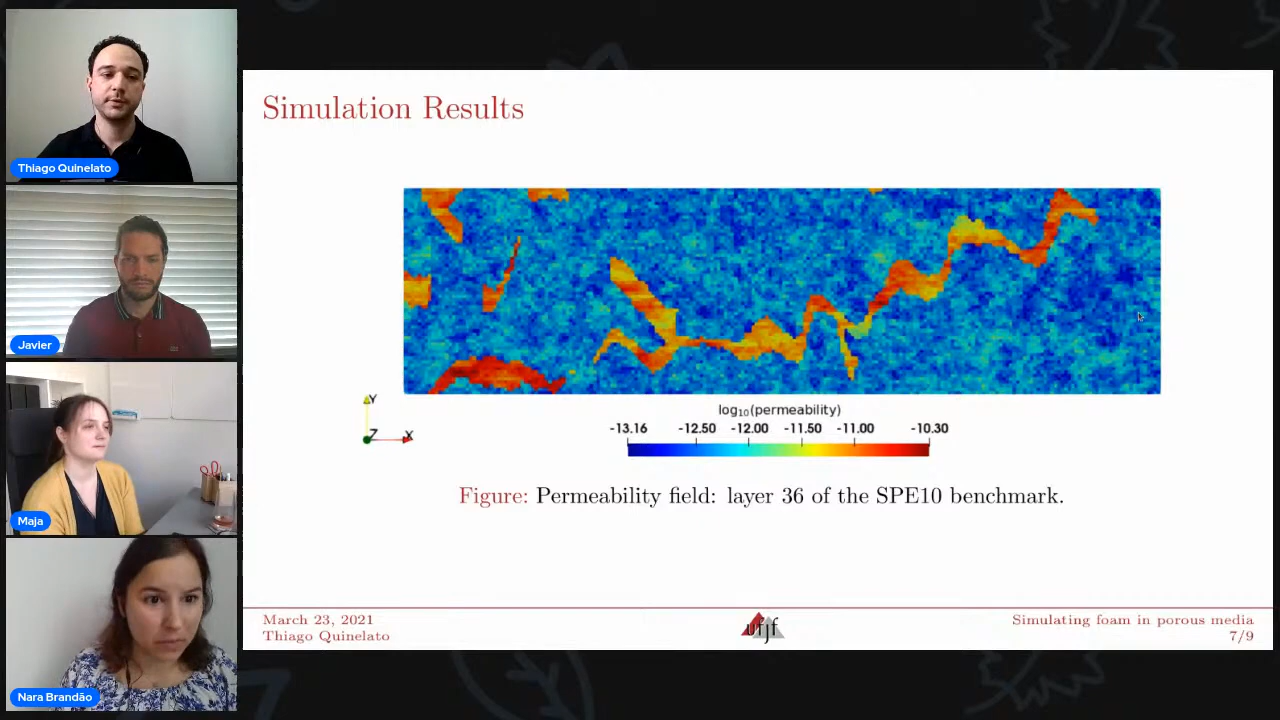 Thiago Quinelato
Javier
Maja
Nara Brandão
Simulation Results
Y
Z X
log₁₀(permeability)
-13.16 -12.50 -12.00 -11.50 -11.00 -10.30
Figure: Permeability field: layer 36 of the SPE10 benchmark.
March 23, 2021
Thiago Quinelato
ufjf
Simulating foam in porous media
7/9